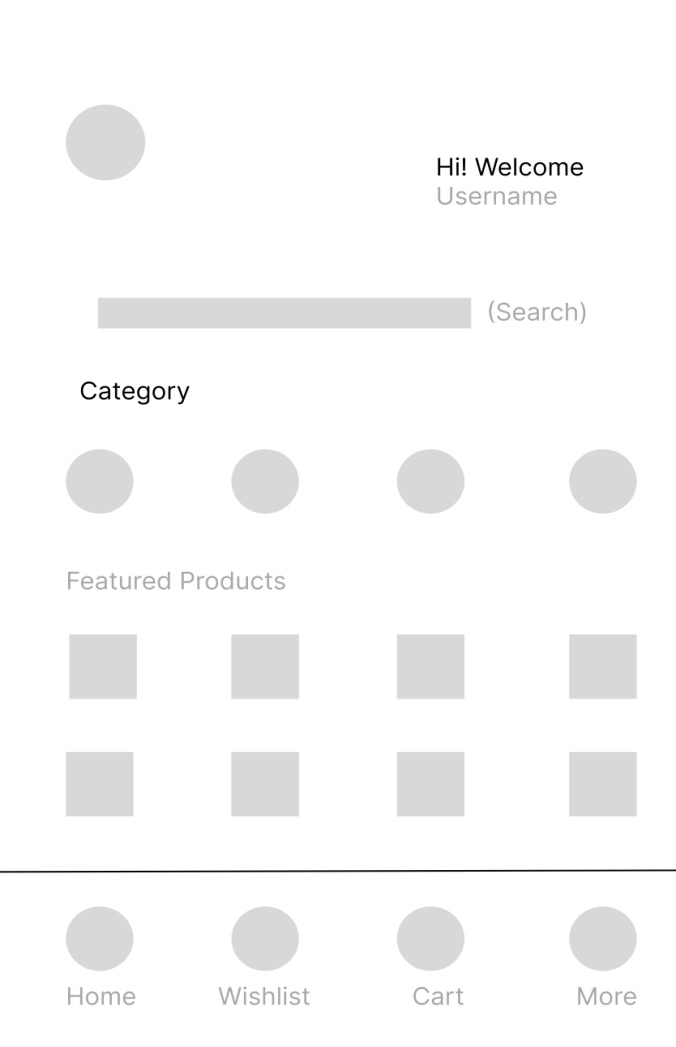 Hi! Welcome
Username
(Search)
Category
Featured Products
Home
Wishlist
Cart
More